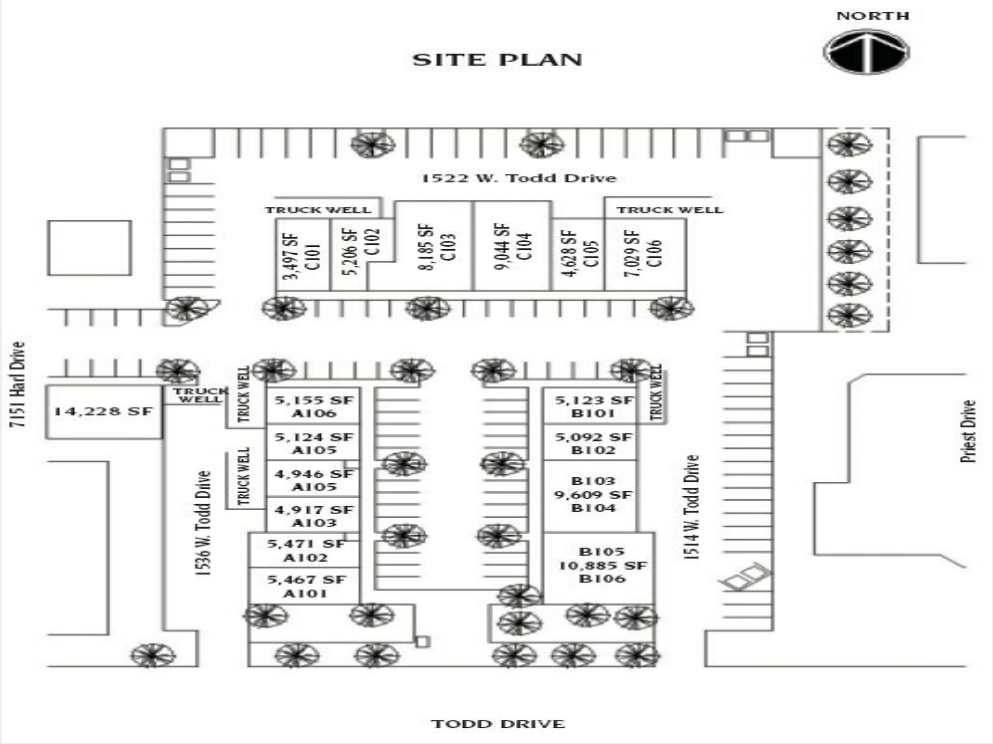 NORTH
SITE PLAN
1522 W. Todd Drive
TRUCK WELL
TRUCK WELL
3,497 SF
C101
5,206 SF
C102
8,185 SF
C103
9,044 SF
C104
4,628 SF
C105
7,029 SF
C106
7151 Harl Drive
14,228 SF
TRUCK
WELL
TRUCK WELL
TRUCK WELL
1536 W. Todd Drive
5,155 SF
A106
5,124 SF
A105
4,946 SF
A105
4,917 SF
A103
5,471 SF
A102
5,467 SF
A101
5,123 SF
B101
5,092 SF
B102
B103
9,609 SF
B104
B105
10,885 SF
B106
TRUCK WELL
1514 W. Todd Drive
Priest Drive
TODD DRIVE